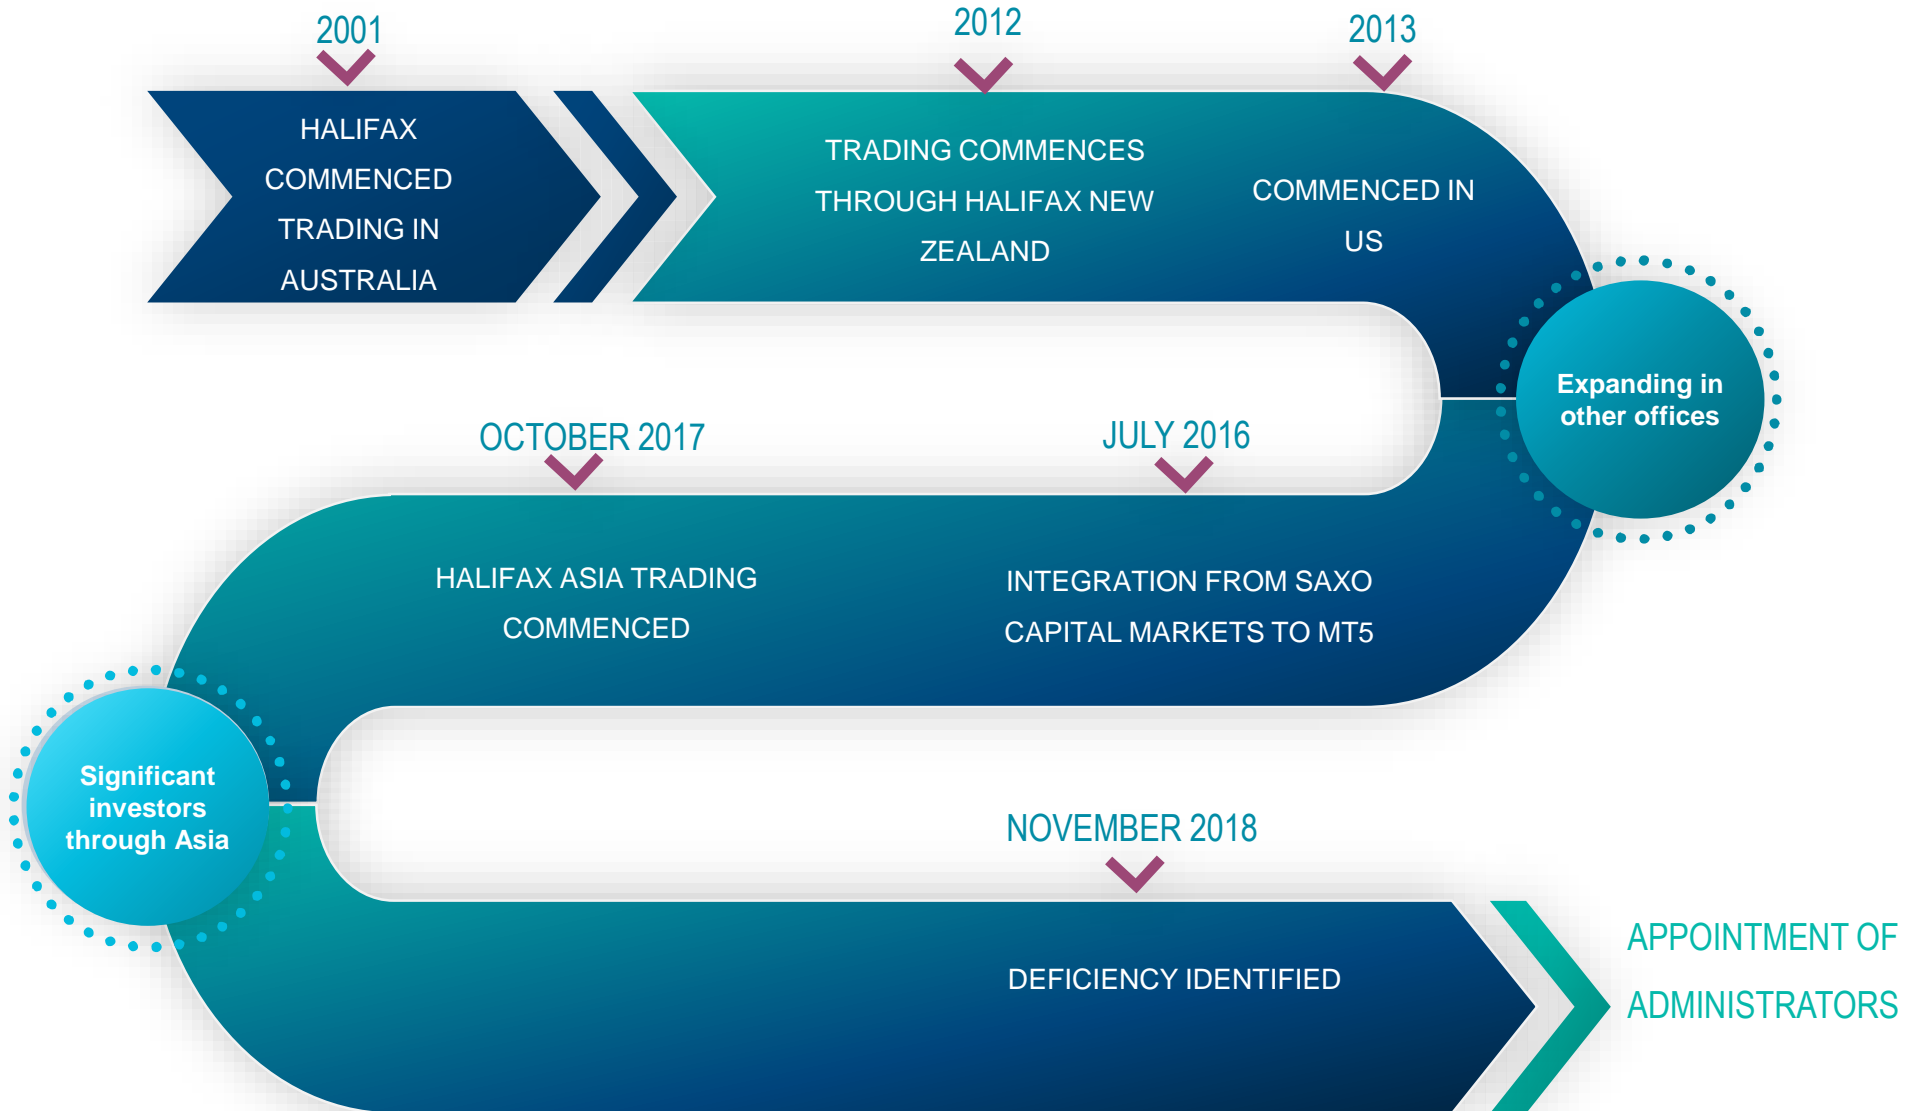 2001
HALIFAX
COMMENCED
TRADING IN
AUSTRALIA
2012
TRADING COMMENCES
THROUGH HALIFAX NEW
ZEALAND
2013
COMMENCED IN
US
Expanding in
other offices
JULY 2016
INTEGRATION FROM SAXO
CAPITAL MARKETS TO MT5
OCTOBER 2017
HALIFAX ASIA TRADING
COMMENCED
Significant
investors
through Asia
NOVEMBER 2018
DEFICIENCY IDENTIFIED
APPOINTMENT OF
ADMINISTRATORS